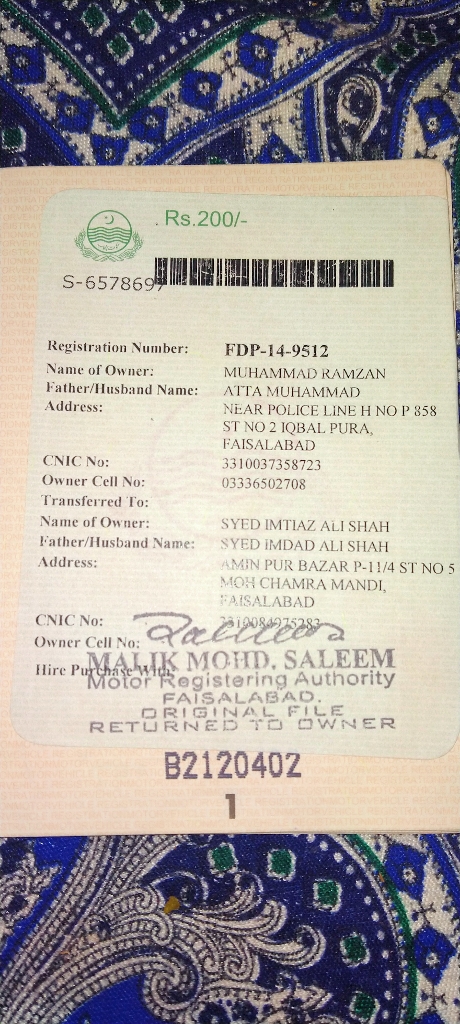 . Rs.200/-
S-6578697
Registration Number: FDP-14-9512
Name of Owner: MUHAMMAD RAMZAN
Father/Husband Name: ATTA MUHAMMAD
Address: NEAR POLICE LINE H NO P 858
ST NO 2 IQBAL PURA,
FAISALABAD
CNIC No: 3310037358723
Owner Cell No: 03336502708
Transferred To:
Name of Owner: SYED IMTIAZ ALI SHAH
Father/Husband Name: SYED IMDAD ALI SHAH
Address: AMIN PUR BAZAR P-11/4 ST NO 5
MOH CHAMRA MANDI,
FAISALABAD
CNIC No:
Owner Cell No:
Hire Purchase With:
MALIK MOHD. SALEEM
Motor Registering Authority
FAISALABAD.
ORIGINAL FILE
RETURNED TO OWNER
B2120402
1